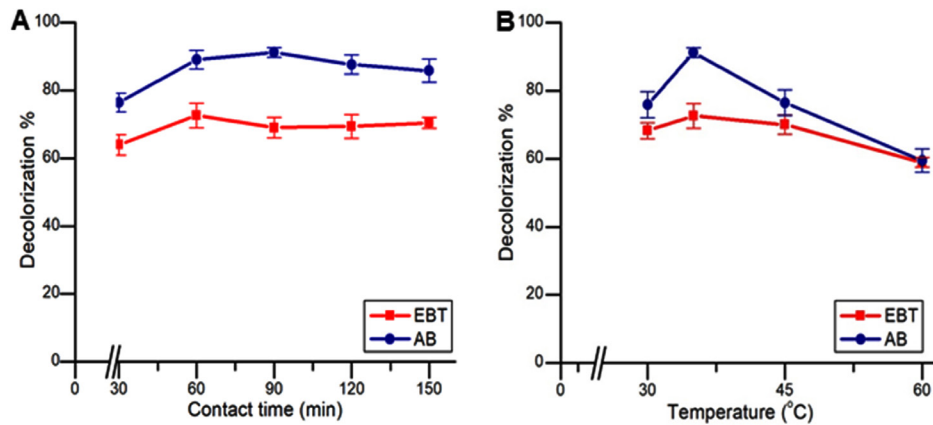 A
100
80
60
40
20
0
Decolorization %
EBT
AB
0 30 60 90 120 150
Contact time (min)
B
100
80
60
40
20
0
Decolorization %
EBT
AB
0 30 45 60
Temperature (°C)